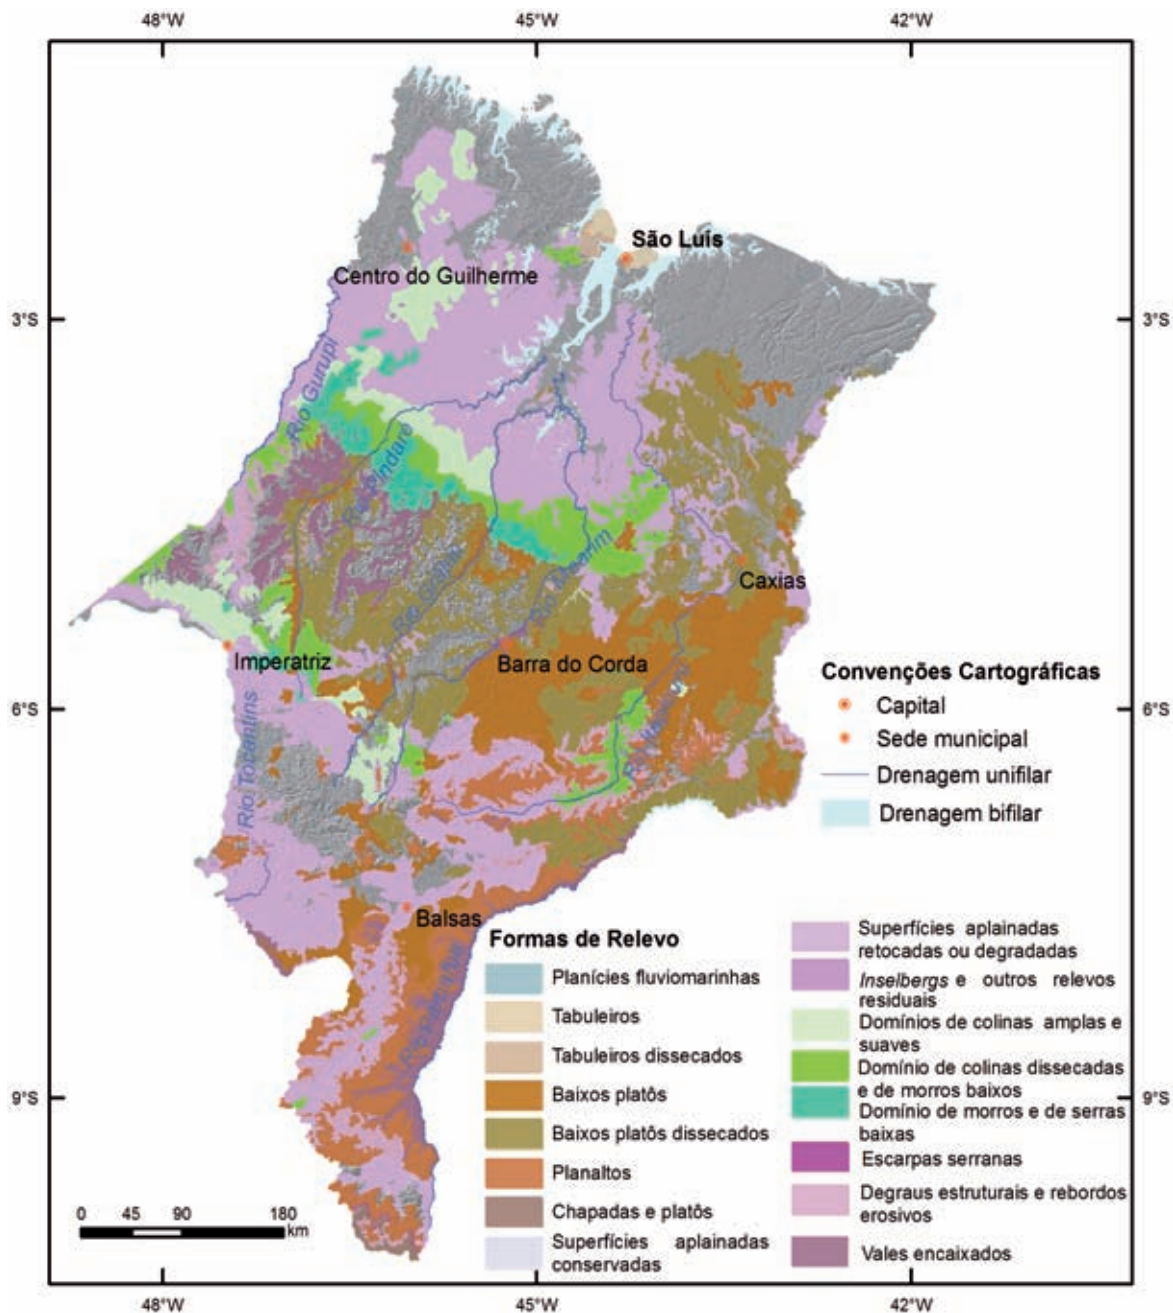 48°W 45°W 42°W
São Luís
Centro do Guilherme
3°S 3°S
Rio Gurupi
Pindaré
Caxias
Imperatriz
Barra do Corda
Convenções Cartográficas
Capital
6°S 6°S
Sede municipal
Rio Tocantins
Drenagem unifilar
Drenagem bifilar
Balsas
Formas de Relevo
Planícies fluviomarinhas
Tabuleiros
Tabuleiros dissecados
Baixos platôs
Baixos platôs dissecados
Planaltos
Chapadas e platôs
Superfícies aplainadas
conservadas
Superfícies aplainadas
retocadas ou degradadas
Inselbergs e outros relevos
residuais
Domínios de colinas amplas e
suaves
Domínio de colinas dissecadas
e de morros baixos
Domínio de morros e de serras
baixas
Escarpas serranas
Degraus estruturais e rebordos
erosivos
Vales encaixados
9°S 9°S
0 45 90 180
km
48°W 45°W 42°W